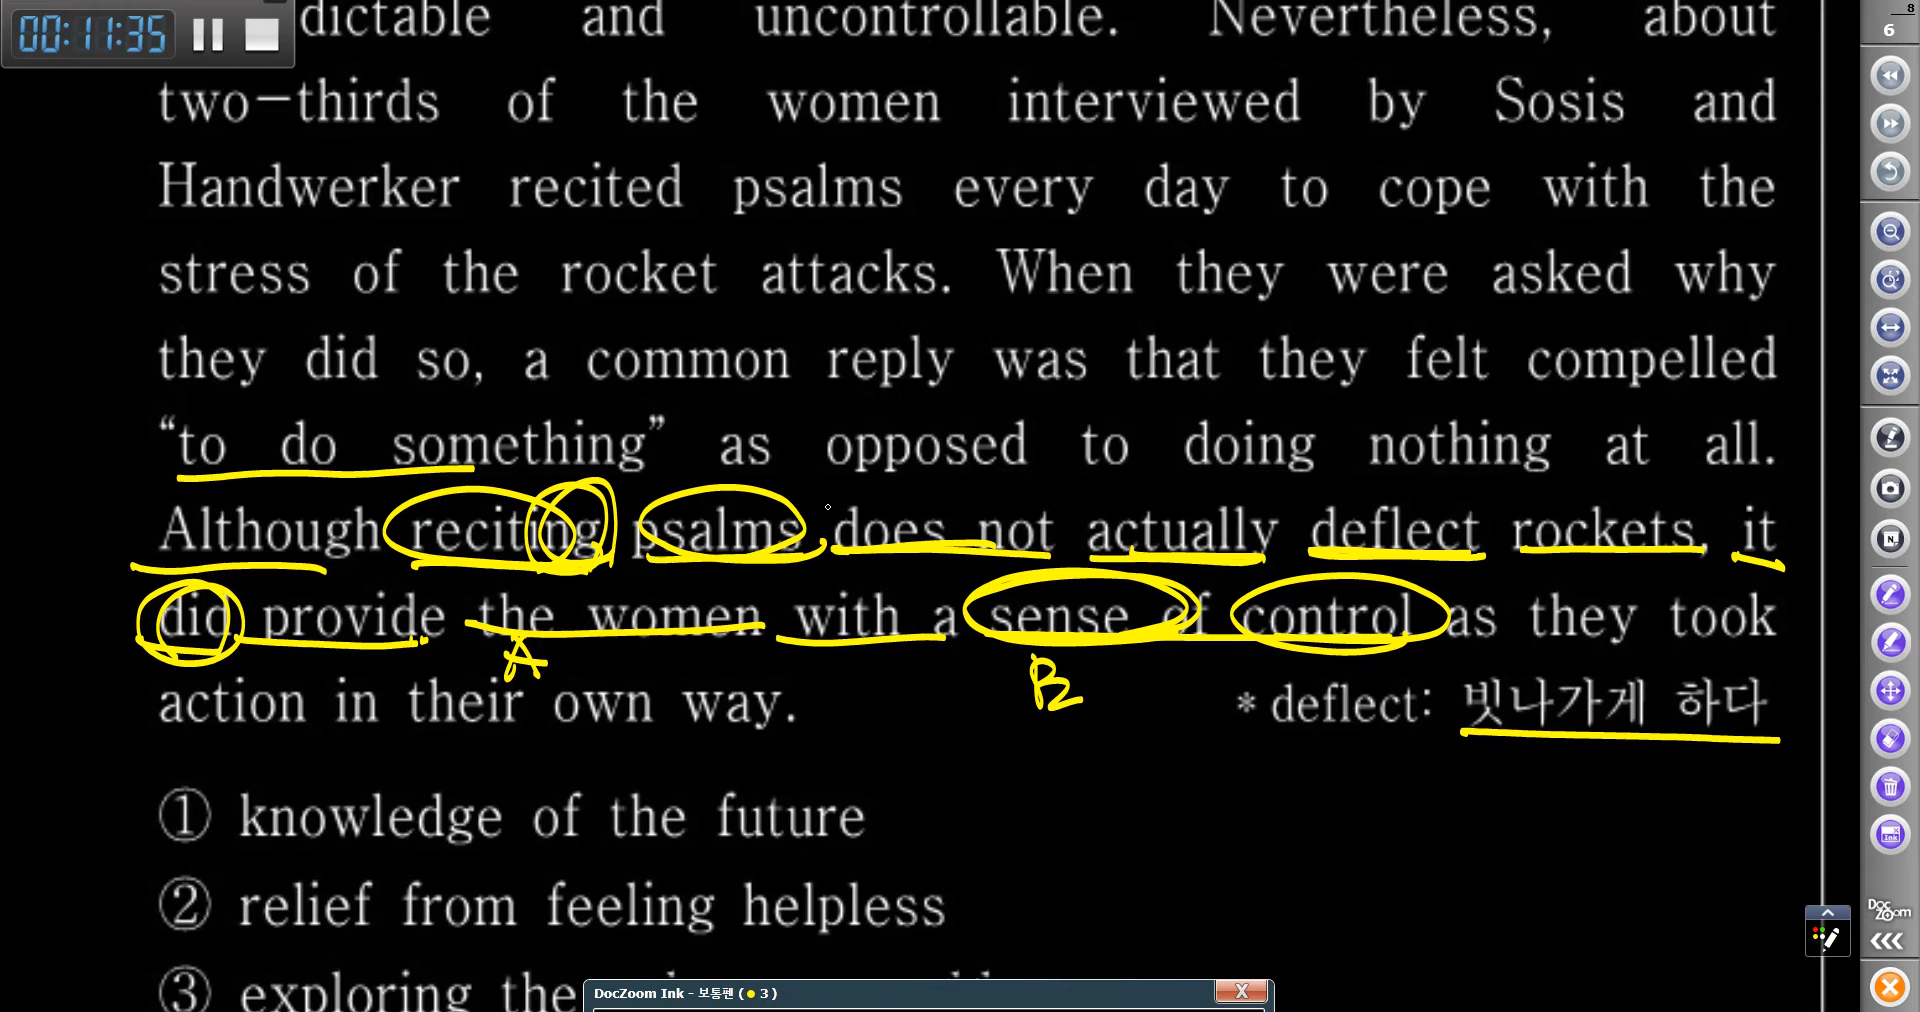 00:11:35
8
6
dictable and uncontrollable. Nevertheless, about
two-thirds of the women interviewed by Sosis and
Handwerker recited psalms every day to cope with the
stress of the rocket attacks. When they were asked why
they did so, a common reply was that they felt compelled
“to do something” as opposed to doing nothing at all.
Although reciting psalms does not actually deflect rockets, it
did provide the women with a sense of control as they took
A B
action in their own way. * deflect: 빗나가게 하다
① knowledge of the future
② relief from feeling helpless
③ exploring the
DocZoom
DocZoom Ink - 보통펜 ( 3 )